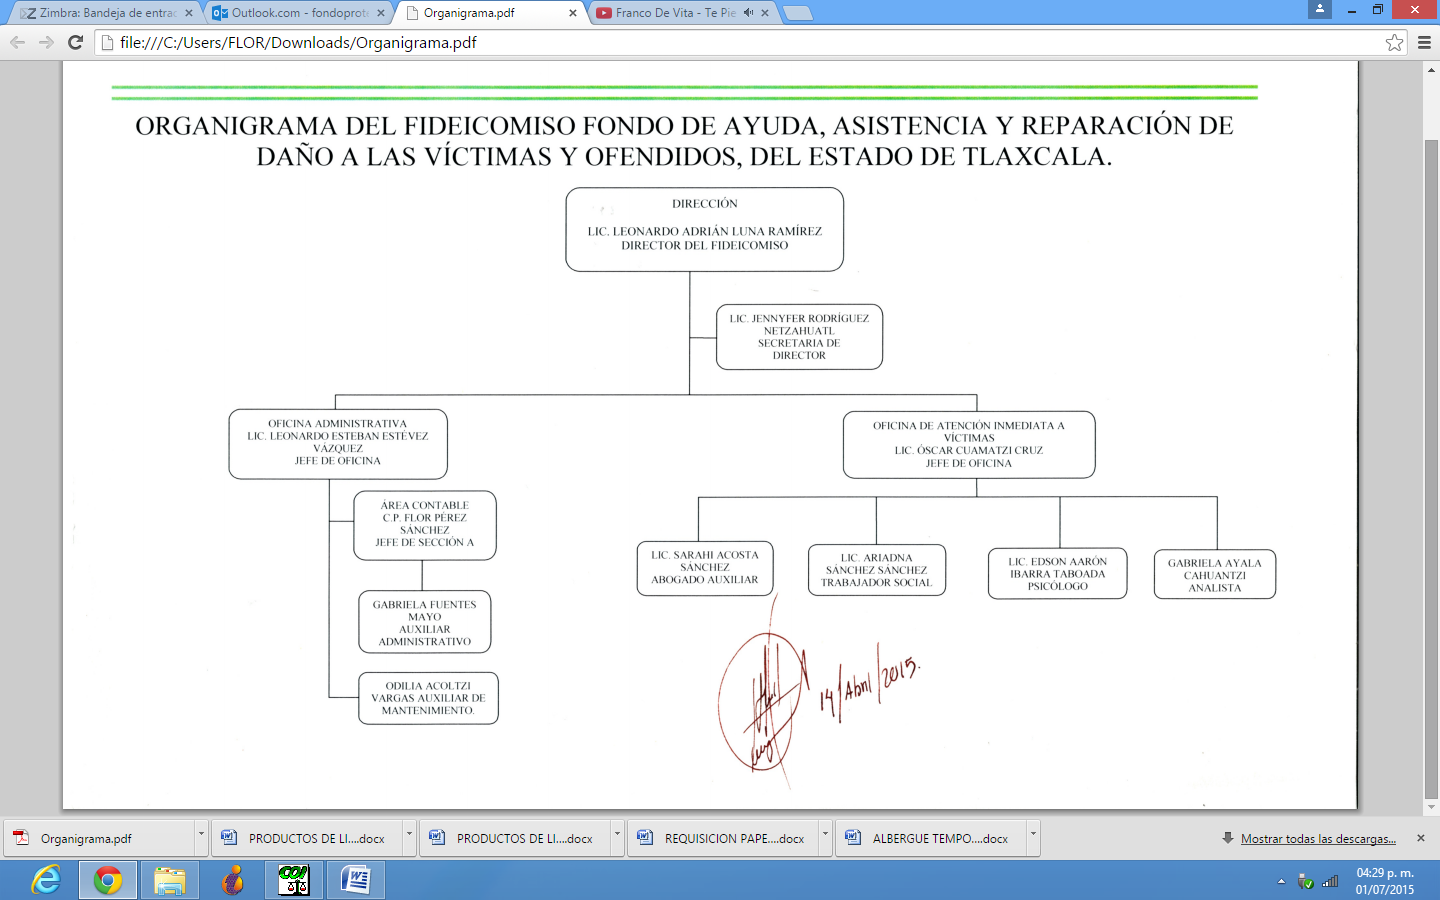 Zimbra: Bandeja de entrac
Outlook.com - fondoprote
Organigrama.pdf
Franco De Vita - Te Pie
file:///C:/Users/FLOR/Downloads/Organigrama.pdf
ORGANIGRAMA DEL FIDEICOMISO FONDO DE AYUDA, ASISTENCIA Y REPARACIÓN DE
DAÑO A LAS VÍCTIMAS Y OFENDIDOS, DEL ESTADO DE TLAXCALA.
DIRECCIÓN
LIC. LEONARDO ADRIÁN LUNA RAMÍREZ
DIRECTOR DEL FIDEICOMISO
LIC. JENNYFER RODRÍGUEZ
NETZAHUATL
SECRETARIA DE
DIRECTOR
OFICINA ADMINISTRATIVA
LIC. LEONARDO ESTEBAN ESTÉVEZ
VÁZQUEZ
JEFE DE OFICINA
OFICINA DE ATENCIÓN INMEDIATA A
VÍCTIMAS
LIC. ÓSCAR CUAMATZI CRUZ
JEFE DE OFICINA
ÁREA CONTABLE
C.P. FLOR PÉREZ
SÁNCHEZ
JEFE DE SECCIÓN A
GABRIELA FUENTES
MAYO
AUXILIAR
ADMINISTRATIVO
ODILIA ACOLTZI
VARGAS AUXILIAR DE
MANTENIMIENTO.
LIC. SARAHI ACOSTA
SÁNCHEZ
ABOGADO AUXILIAR
LIC. ARIADNA
SÁNCHEZ SÁNCHEZ
TRABAJADOR SOCIAL
LIC. EDSON AARÓN
IBARRA TABOADA
PSICÓLOGO
GABRIELA AYALA
CAHUANTZI
ANALISTA
14/Abril/2015.
Organigrama.pdf
PRODUCTOS DE LI....docx
PRODUCTOS DE LI....docx
REQUISICION PAPE....docx
ALBERGUE TEMPO....docx
Mostrar todas las descargas...
COI
04:29 p. m.
01/07/2015